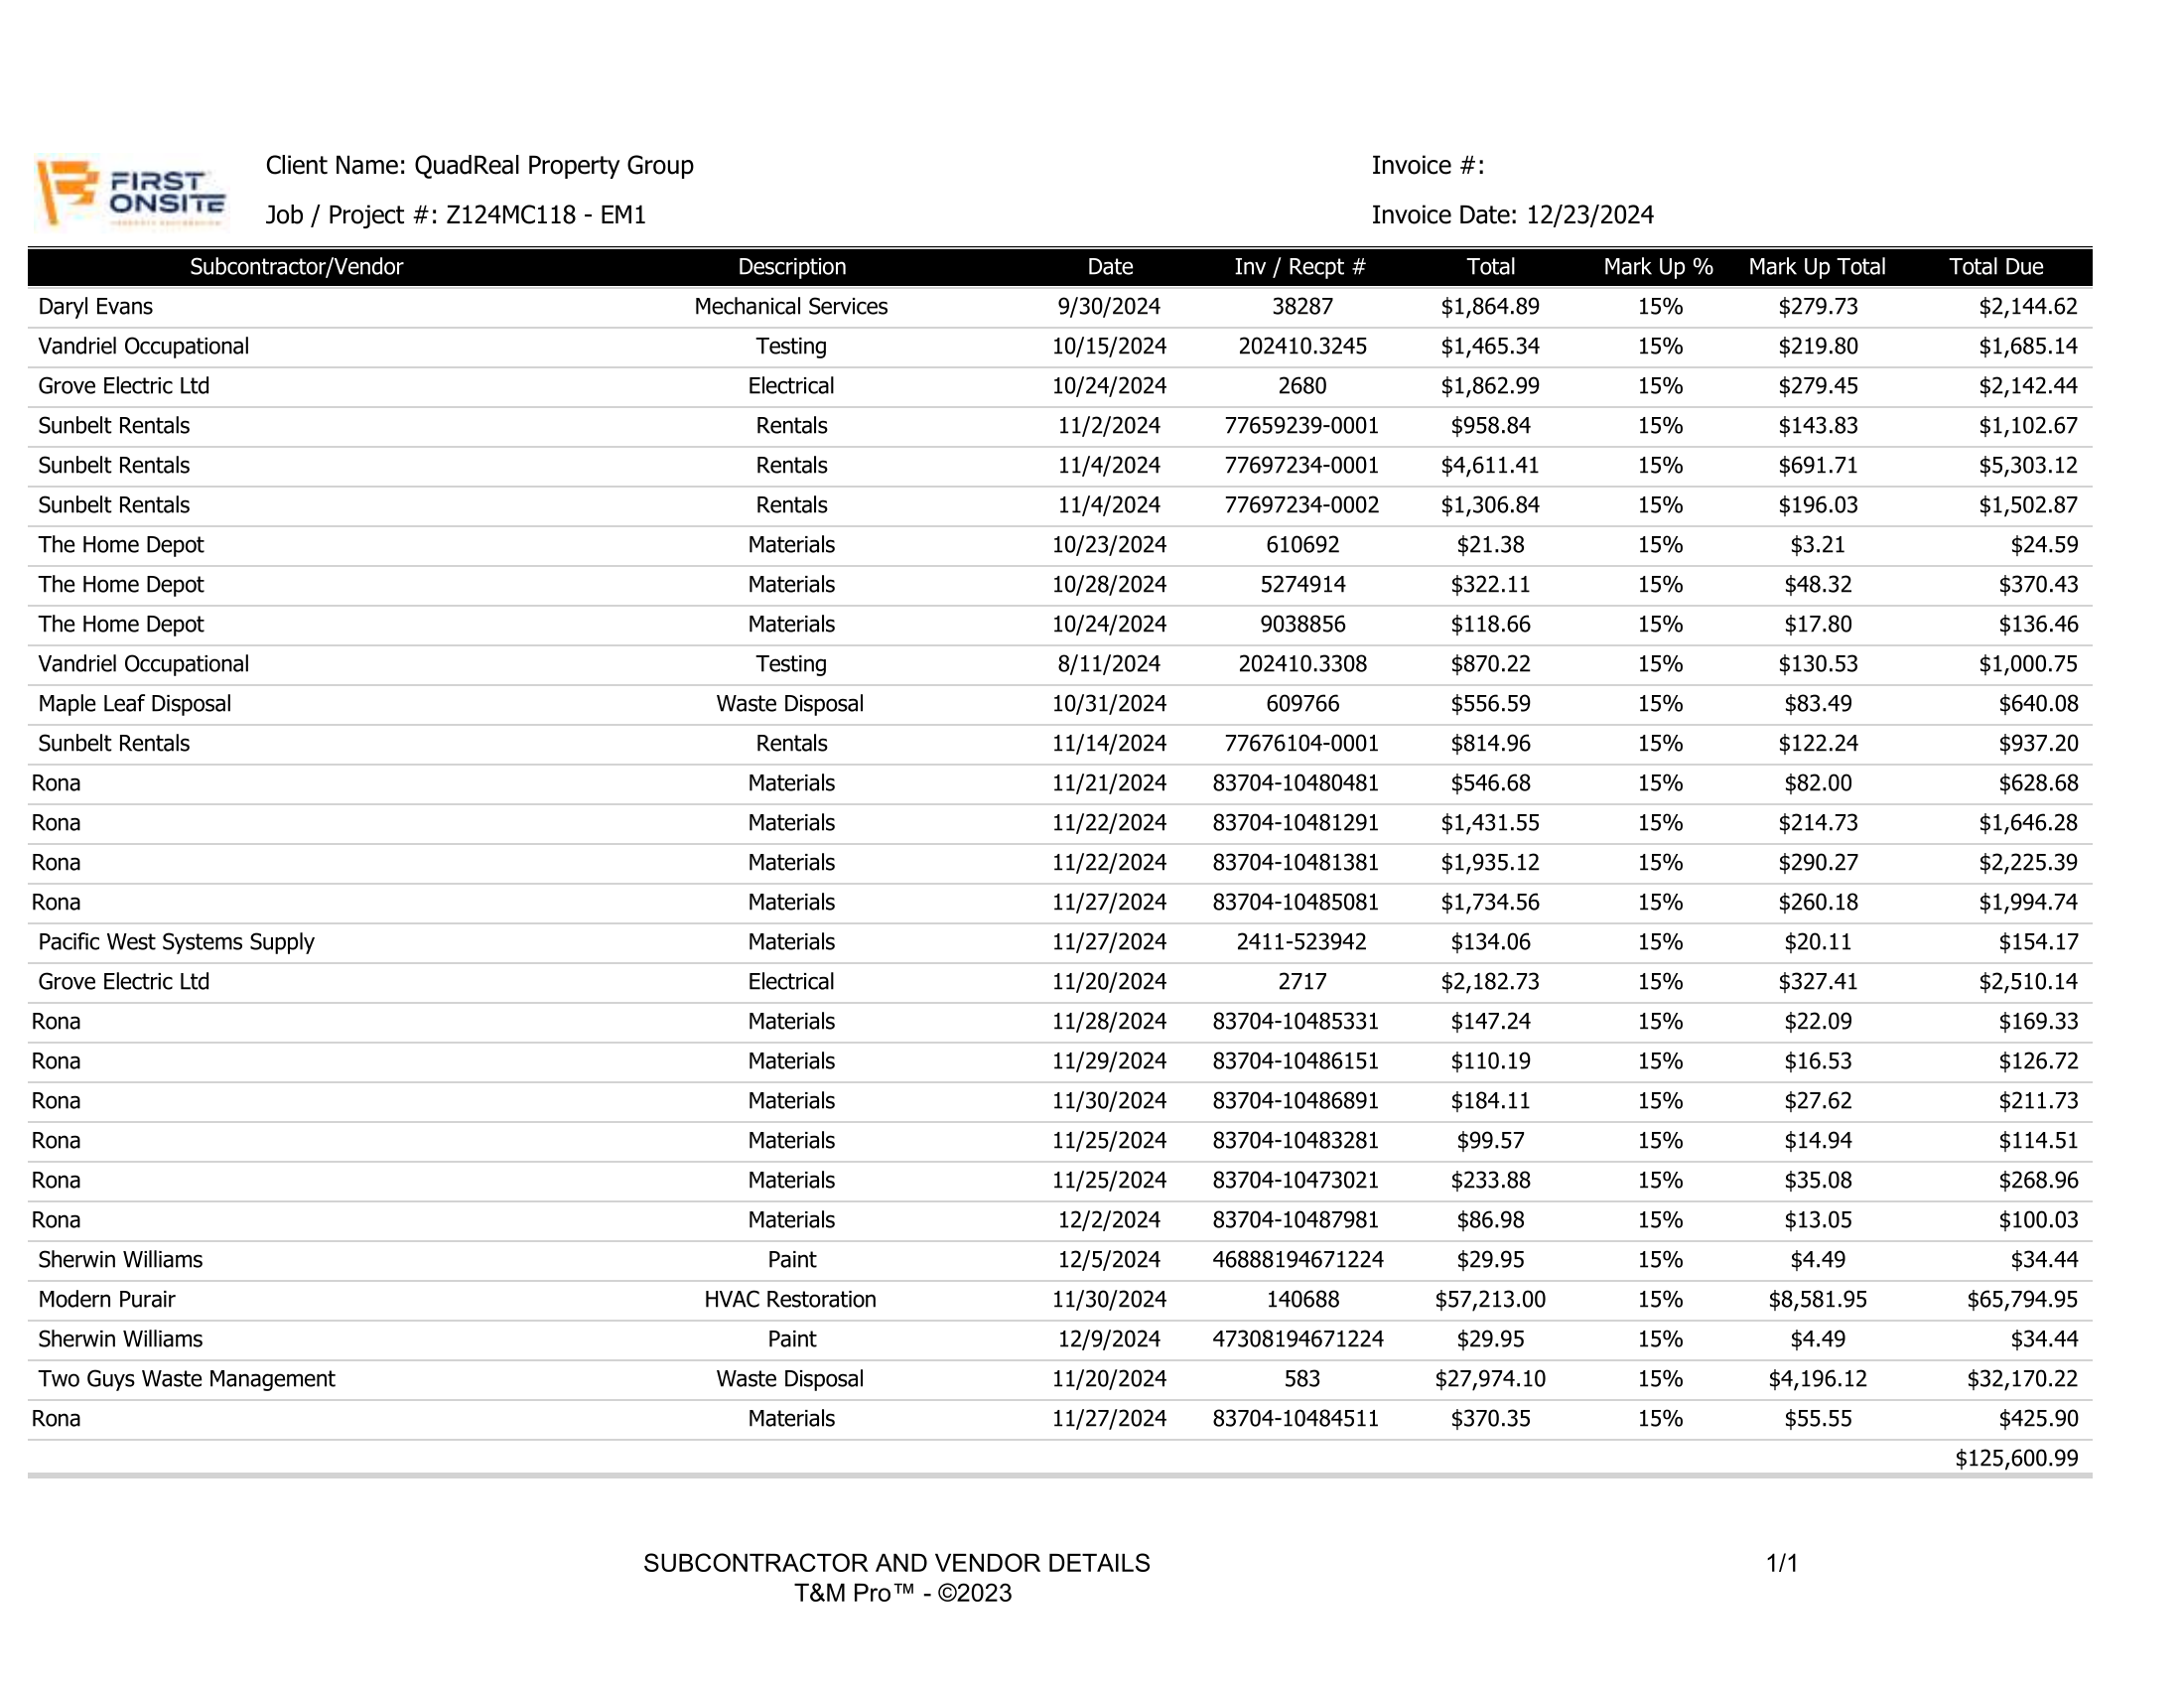 FIRST ONSITE
Client Name: QuadReal Property Group
Invoice #:
Job / Project #: Z124MC118 - EM1
Invoice Date: 12/23/2024
Subcontractor/Vendor Description Date Inv / Recpt # Total Mark Up % Mark Up Total Total Due
Daryl Evans Mechanical Services 9/30/2024 38287 $1,864.89 15% $279.73 $2,144.62
Vandriel Occupational Testing 10/15/2024 202410.3245 $1,465.34 15% $219.80 $1,685.14
Grove Electric Ltd Electrical 10/24/2024 2680 $1,862.99 15% $279.45 $2,142.44
Sunbelt Rentals Rentals 11/2/2024 77659239-0001 $958.84 15% $143.83 $1,102.67
Sunbelt Rentals Rentals 11/4/2024 77697234-0001 $4,611.41 15% $691.71 $5,303.12
Sunbelt Rentals Rentals 11/4/2024 77697234-0002 $1,306.84 15% $196.03 $1,502.87
The Home Depot Materials 10/23/2024 610692 $21.38 15% $3.21 $24.59
The Home Depot Materials 10/28/2024 5274914 $322.11 15% $48.32 $370.43
The Home Depot Materials 10/24/2024 9038856 $118.66 15% $17.80 $136.46
Vandriel Occupational Testing 8/11/2024 202410.3308 $870.22 15% $130.53 $1,000.75
Maple Leaf Disposal Waste Disposal 10/31/2024 609766 $556.59 15% $83.49 $640.08
Sunbelt Rentals Rentals 11/14/2024 77676104-0001 $814.96 15% $122.24 $937.20
Rona Materials 11/21/2024 83704-10480481 $546.68 15% $82.00 $628.68
Rona Materials 11/22/2024 83704-10481291 $1,431.55 15% $214.73 $1,646.28
Rona Materials 11/22/2024 83704-10481381 $1,935.12 15% $290.27 $2,225.39
Rona Materials 11/27/2024 83704-10485081 $1,734.56 15% $260.18 $1,994.74
Pacific West Systems Supply Materials 11/27/2024 2411-523942 $134.06 15% $20.11 $154.17
Grove Electric Ltd Electrical 11/20/2024 2717 $2,182.73 15% $327.41 $2,510.14
Rona Materials 11/28/2024 83704-10485331 $147.24 15% $22.09 $169.33
Rona Materials 11/29/2024 83704-10486151 $110.19 15% $16.53 $126.72
Rona Materials 11/30/2024 83704-10486891 $184.11 15% $27.62 $211.73
Rona Materials 11/25/2024 83704-10483281 $99.57 15% $14.94 $114.51
Rona Materials 11/25/2024 83704-10473021 $233.88 15% $35.08 $268.96
Rona Materials 12/2/2024 83704-10487981 $86.98 15% $13.05 $100.03
Sherwin Williams Paint 12/5/2024 46888194671224 $29.95 15% $4.49 $34.44
Modern Purair HVAC Restoration 11/30/2024 140688 $57,213.00 15% $8,581.95 $65,794.95
Sherwin Williams Paint 12/9/2024 47308194671224 $29.95 15% $4.49 $34.44
Two Guys Waste Management Waste Disposal 11/20/2024 583 $27,974.10 15% $4,196.12 $32,170.22
Rona Materials 11/27/2024 83704-10484511 $370.35 15% $55.55 $425.90
$125,600.99
SUBCONTRACTOR AND VENDOR DETAILS 1/1
T&M Pro™ - ©2023